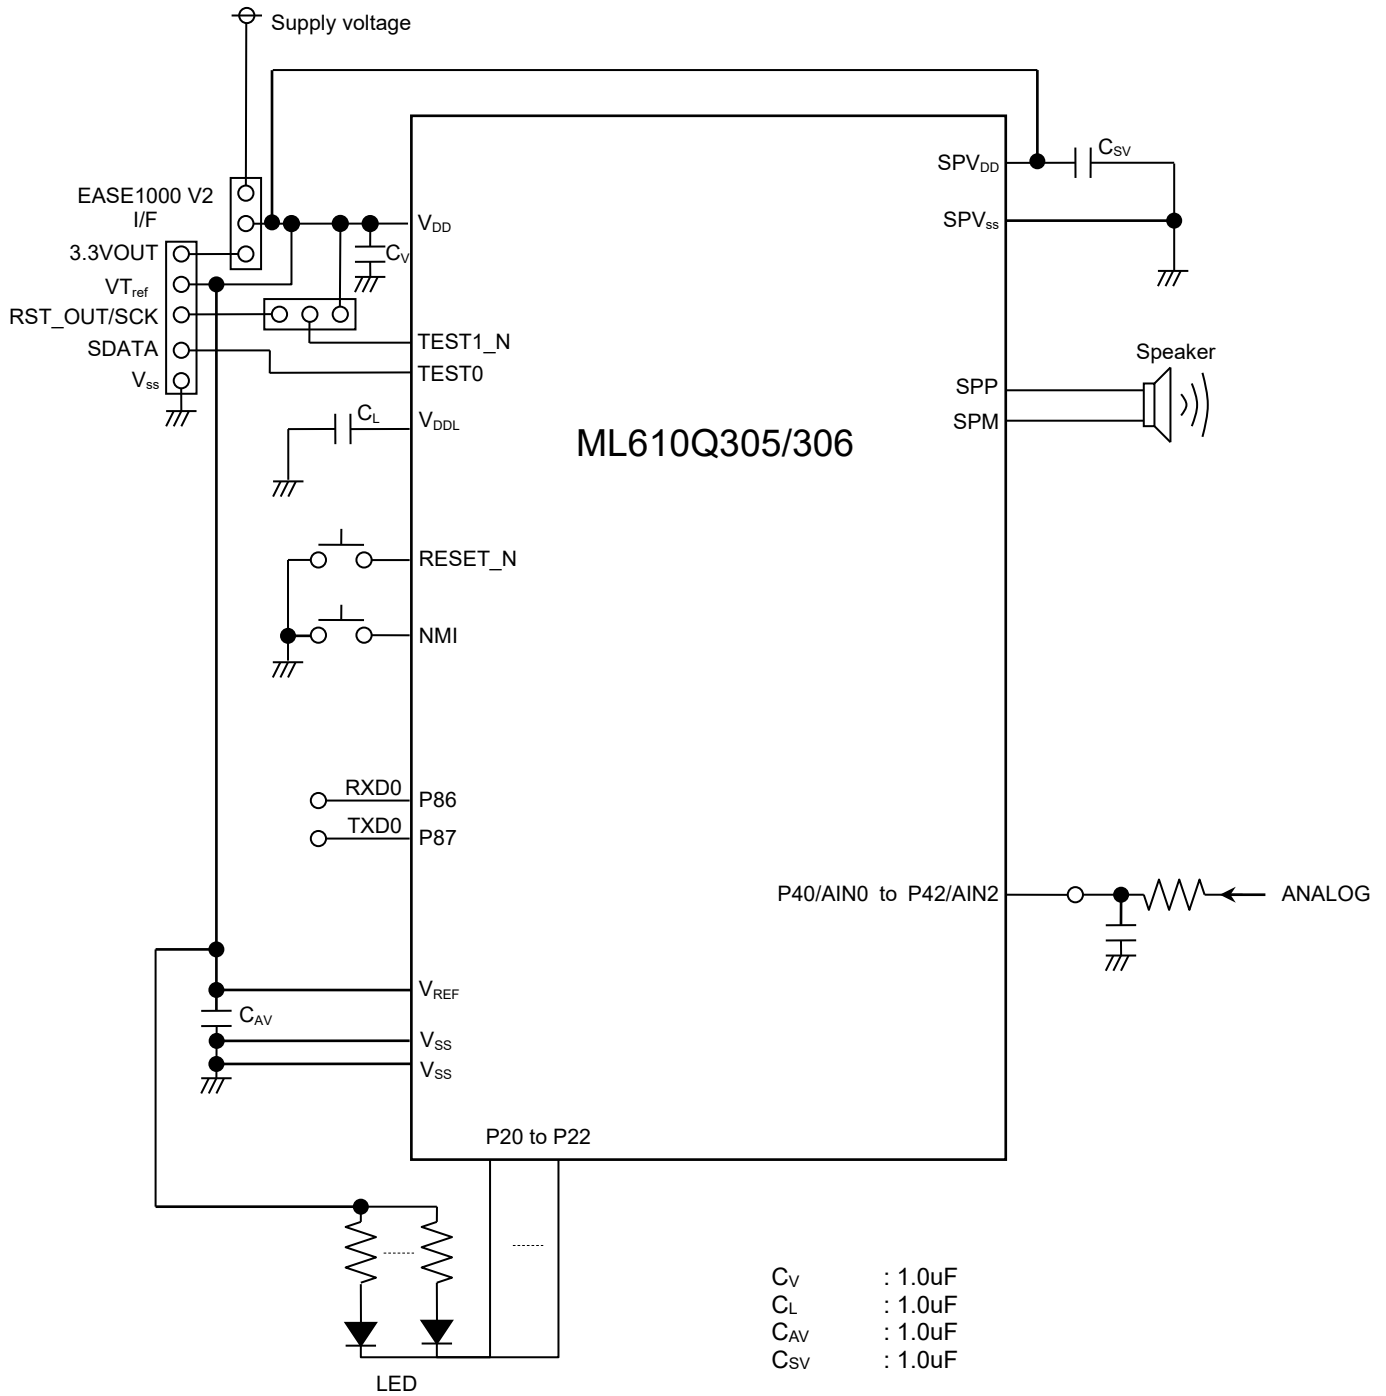 Supply voltage
EASE1000 V2
I/F
3.3VOUT
VTref
RST_OUT/SCK
SDATA
Vss
VDD
CV
TEST1_N
TEST0
CL
VDDL
RESET_N
NMI
RXD0
P86
TXD0
P87
VREF
CAV
VSS
VSS
P20 to P22
LED
ML610Q305/306
SPVDD
CSV
SPVss
Speaker
SPP
SPM
P40/AIN0 to P42/AIN2
ANALOG
CV : 1.0uF
CL : 1.0uF
CAV : 1.0uF
CSV : 1.0uF